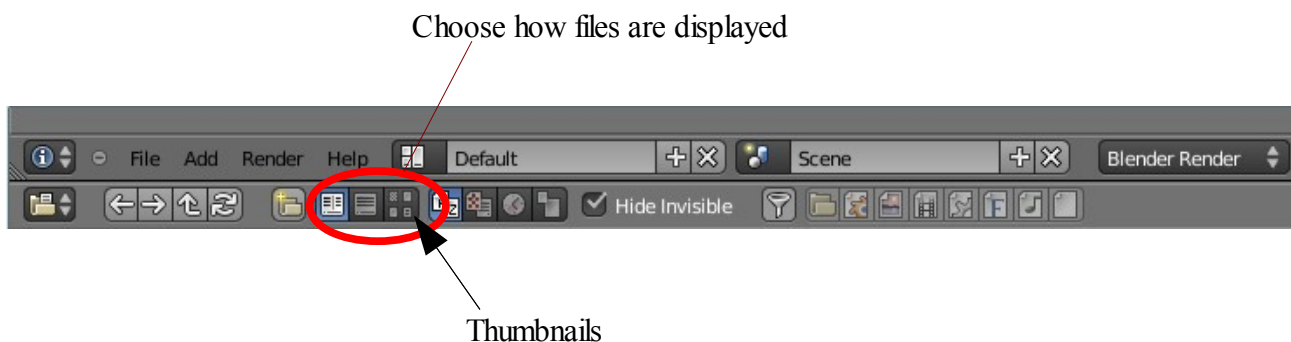 Choose how files are displayed
File Add Render Help Default Scene Blender Render
Hide Invisible F
Thumbnails